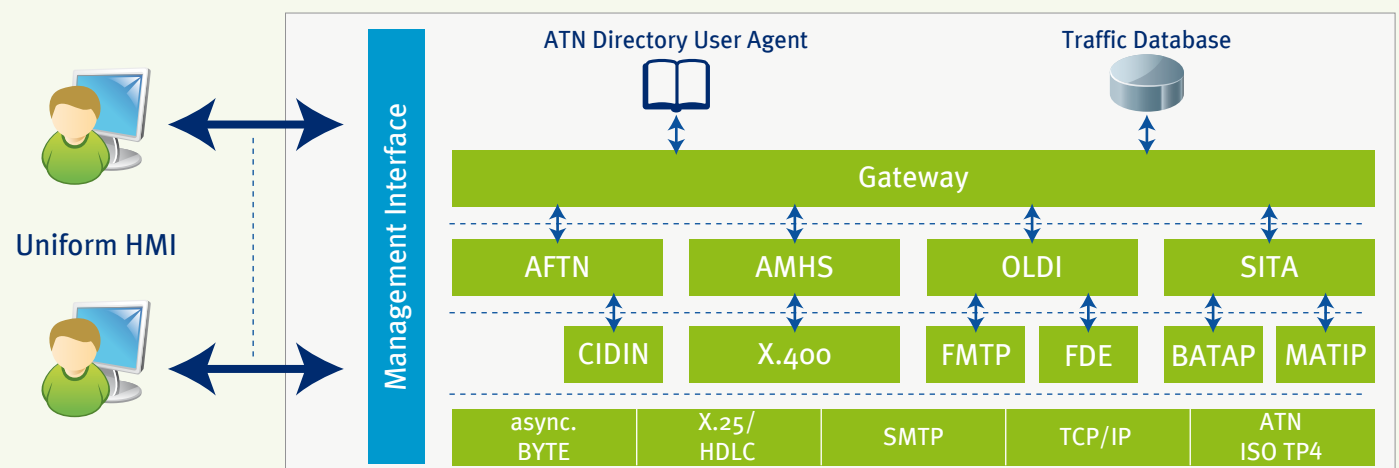 ATN Directory User Agent
Traffic Database
Uniform HMI
Management Interface
Gateway
AFTN
AMHS
OLDI
SITA
CIDIN
X.400
FMTP
FDE
BATAP
MATIP
async.
BYTE
X.25/
HDLC
SMTP
TCP/IP
ATN
ISO TP4